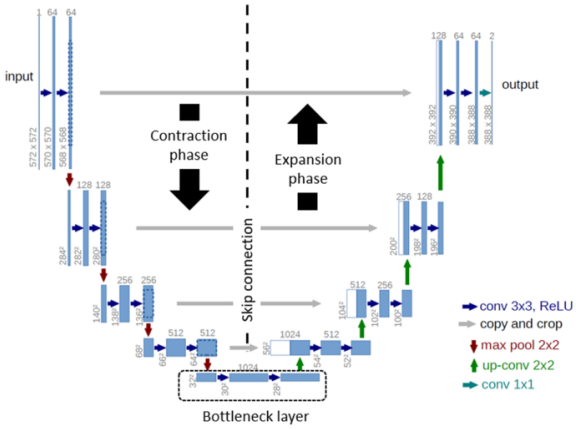 1 64 64
128 64 64 2
input
output
572 x 572
570 x 570
568 x 568
392 x 392
390 x 390
388 x 388
388 x 388
Contraction
phase
Expansion
phase
128 128
256 128
284²
282²
280²
200²
198²
196²
Skip connection
256 256
512 256
140²
138²
136²
104²
102²
100²
512 512
1024 512
68²
66²
64²
56²
54²
52²
1024
32²
30²
28²
Bottleneck layer
conv 3x3, ReLU
copy and crop
max pool 2x2
up-conv 2x2
conv 1x1